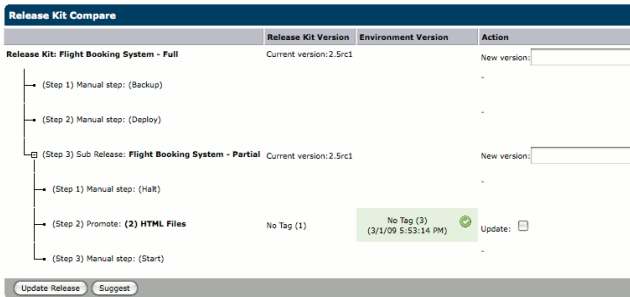 Release Kit Compare
Release Kit Version Environment Version Action
Release Kit: Flight Booking System - Full Current version:2.5rc1 New version:
(Step 1) Manual step: (Backup) -
(Step 2) Manual step: (Deploy) -
(Step 3) Sub Release: Flight Booking System - Partial Current version:2.5rc1 New version:
(Step 1) Manual step: (Halt) -
(Step 2) Promote: (2) HTML Files No Tag (1) No Tag (3) Update:
(3/1/09 5:53:14 PM)
(Step 3) Manual step: (Start) -
Update Release Suggest